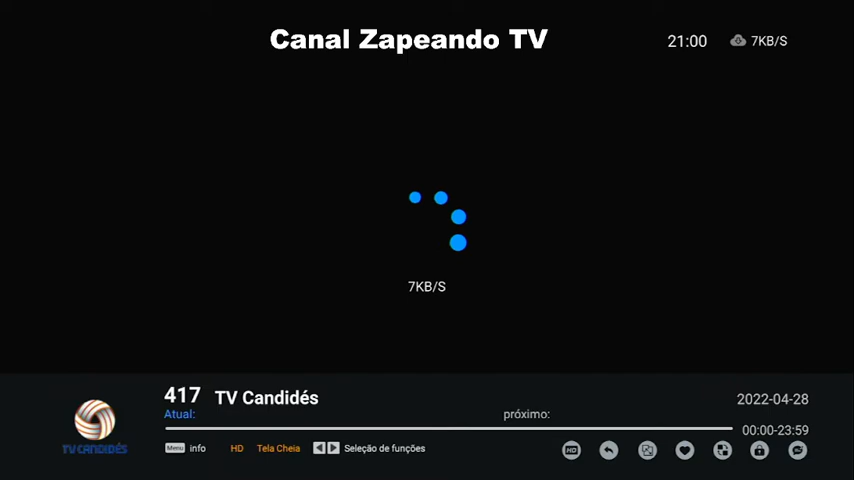 Canal Zapeando TV
21:00
7KB/S
7KB/S
417 TV Candidés
2022-04-28
Atual:
próximo:
00:00-23:59
TV CANDIDÉS
Menu info HD Tela Cheia Seleção de funções
HD